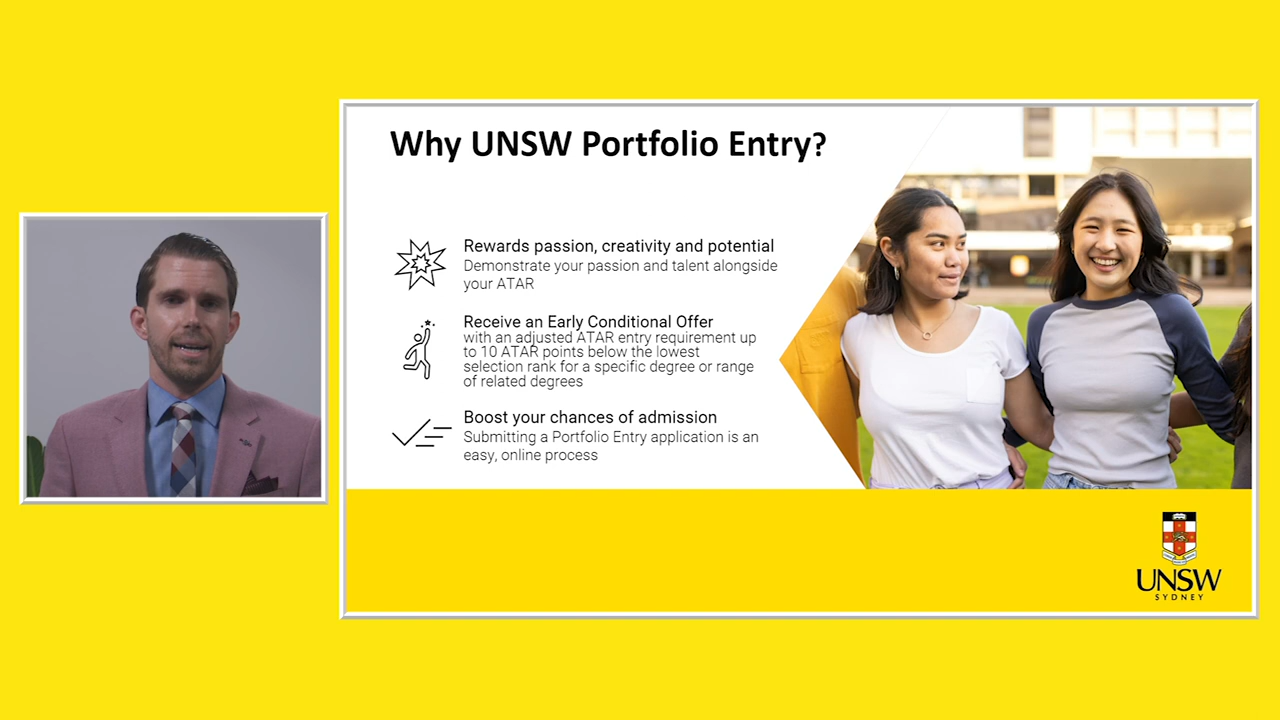 Why UNSW Portfolio Entry?
Rewards passion, creativity and potential
Demonstrate your passion and talent alongside
your ATAR
Receive an Early Conditional Offer
with an adjusted ATAR entry requirement up
to 10 ATAR points below the lowest
selection rank for a specific degree or range
of related degrees
Boost your chances of admission
Submitting a Portfolio Entry application is an
easy, online process
UNSW
SYDNEY